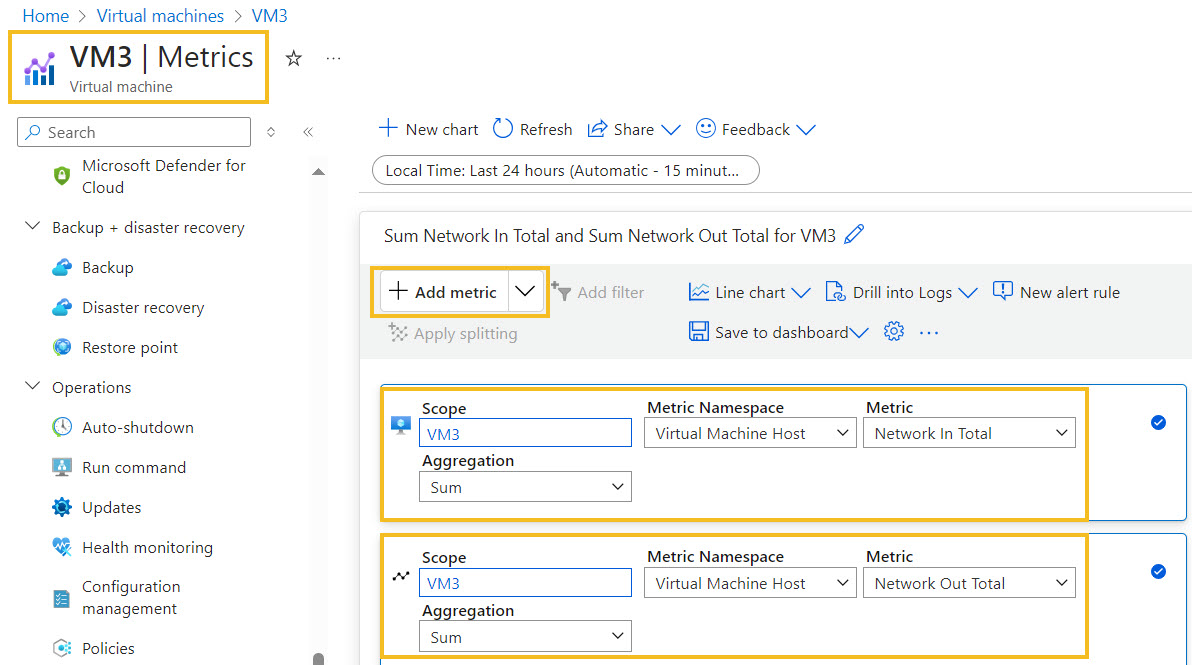 Home > Virtual machines > VM3
VM3 | Metrics
Virtual machine
Search
Microsoft Defender for
Cloud
Backup + disaster recovery
Backup
Disaster recovery
Restore point
Operations
Auto-shutdown
Run command
Updates
Health monitoring
Configuration
management
Policies
New chart Refresh Share Feedback
Local Time: Last 24 hours (Automatic - 15 minut...
Sum Network In Total and Sum Network Out Total for VM3
Add metric Add filter Line chart Drill into Logs New alert rule
Apply splitting Save to dashboard ...
Scope Metric Namespace Metric
VM3 Virtual Machine Host Network In Total
Aggregation
Sum
Scope Metric Namespace Metric
VM3 Virtual Machine Host Network Out Total
Aggregation
Sum